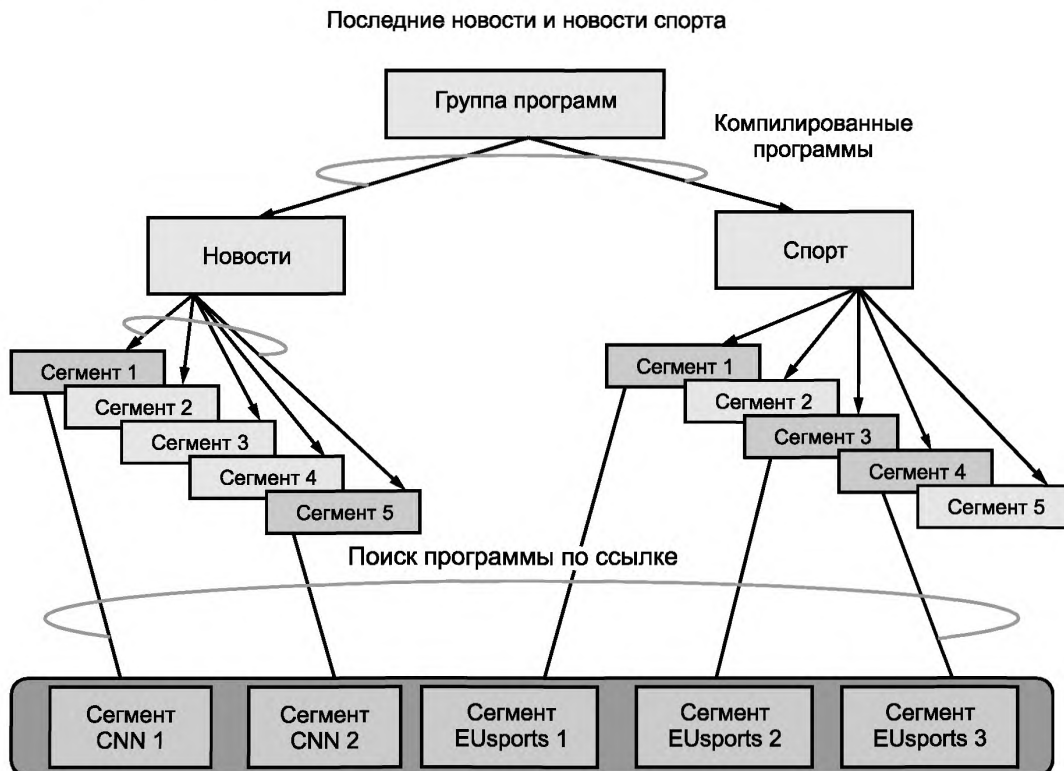 Последние новости и новости спорта
Группа программ
Компилированные
программы
Новости
Спорт
Сегмент 1
Сегмент 2
Сегмент 3
Сегмент 4
Сегмент 5
Сегмент 1
Сегмент 2
Сегмент 3
Сегмент 4
Сегмент 5
Поиск программы по ссылке
Сегмент
CNN 1
Сегмент
CNN 2
Сегмент
EUsports 1
Сегмент
EUsports 2
Сегмент
EUsports 3